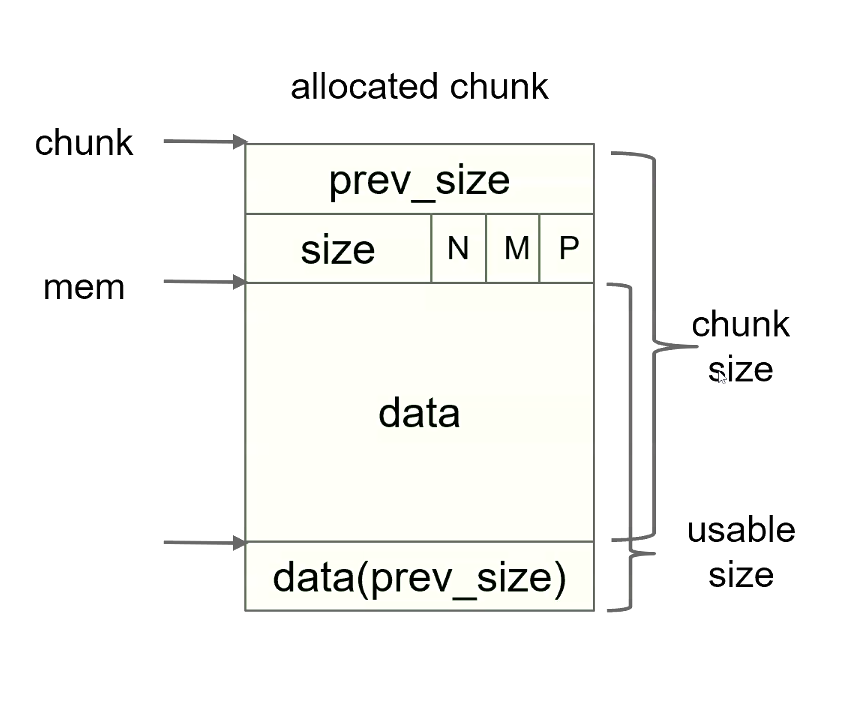 allocated chunk
chunk
prev_size
size N M P
mem
chunk
size
data
usable
size
data(prev_size)